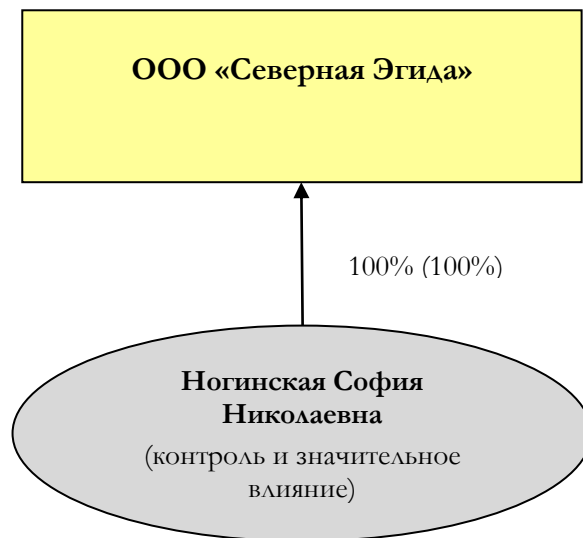 ООО «Северная Эгида»
100% (100%)
Ногинская София
Николаевна
(контроль и значительное
влияние)